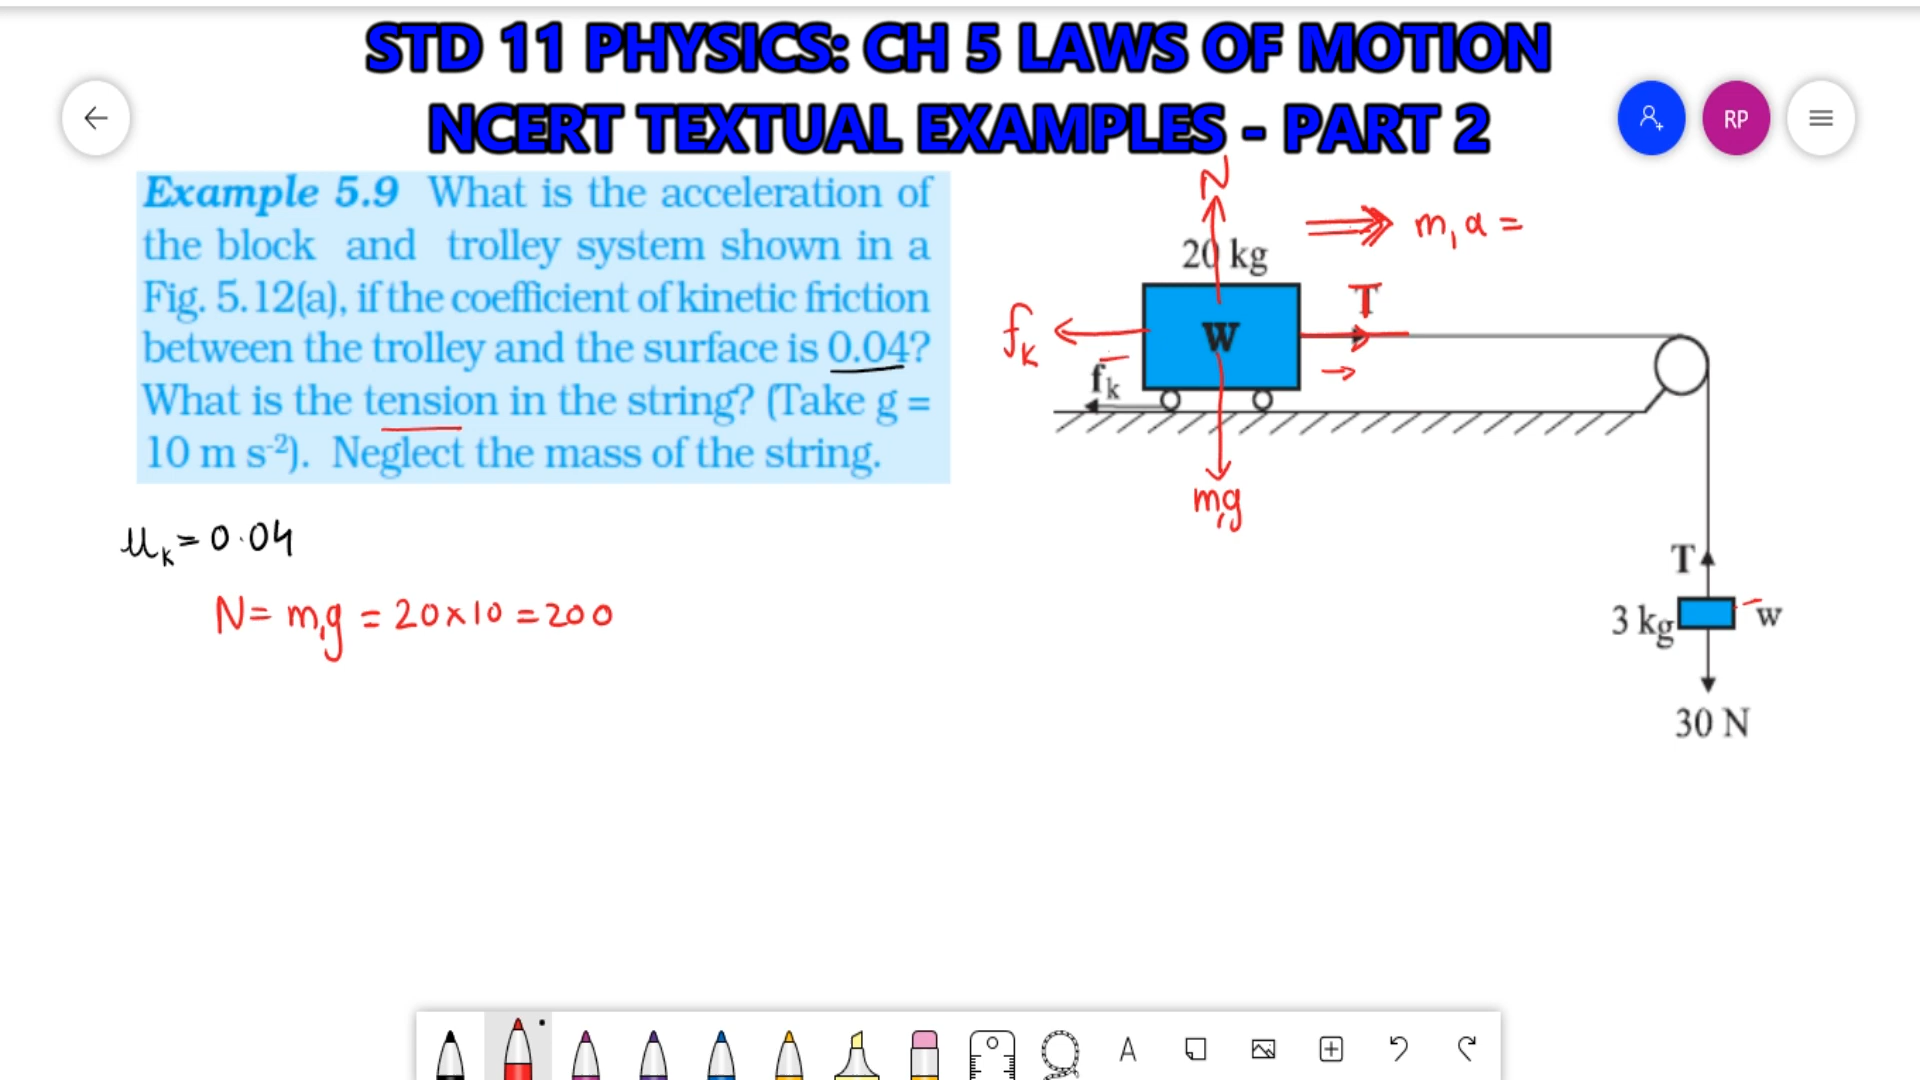 STD 11 PHYSICS: CH 5 LAWS OF MOTION
NCERT TEXTUAL EXAMPLES - PART 2
RP
Example 5.9 What is the acceleration of
the block and trolley system shown in a
Fig. 5.12(a), if the coefficient of kinetic friction
between the trolley and the surface is 0.04?
What is the tension in the string? (Take g =
10 m s⁻²). Neglect the mass of the string.
μₖ = 0.04
N = m₁g = 20×10 = 200
N
20 kg
m₁a =
T
fₖ
W
fₖ
m₁g
T
3 kg
w
30 N
A